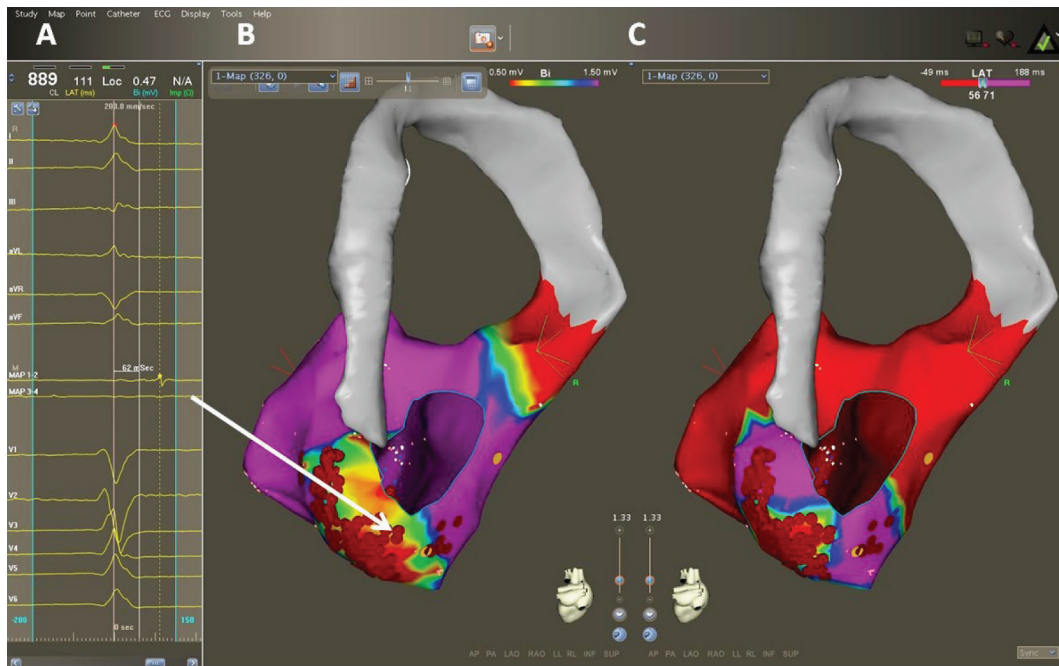 Study Map Point Catheter ECG Display Tools Help
A B C
889 111 Loc 0.47 N/A
CL LAT (ms) Bi (mV) Imp (Ω)
1-Map (326, 0)
0.50 mV Bi 1.50 mV
1-Map (326, 0)
-49 ms LAT 188 ms
56 71
203.0 mm/sec
R
I
II
III
aVL
aVR
aVF
M
62 mSec
MAP 1-2
MAP 3-4
V1
V2
V3
V4
V5
V6
-200 150
0 sec
R
R
1.33 1.33
AP PA LAO RAO LL RL INF SUP
AP PA LAO RAO LL RL INF SUP
Sync